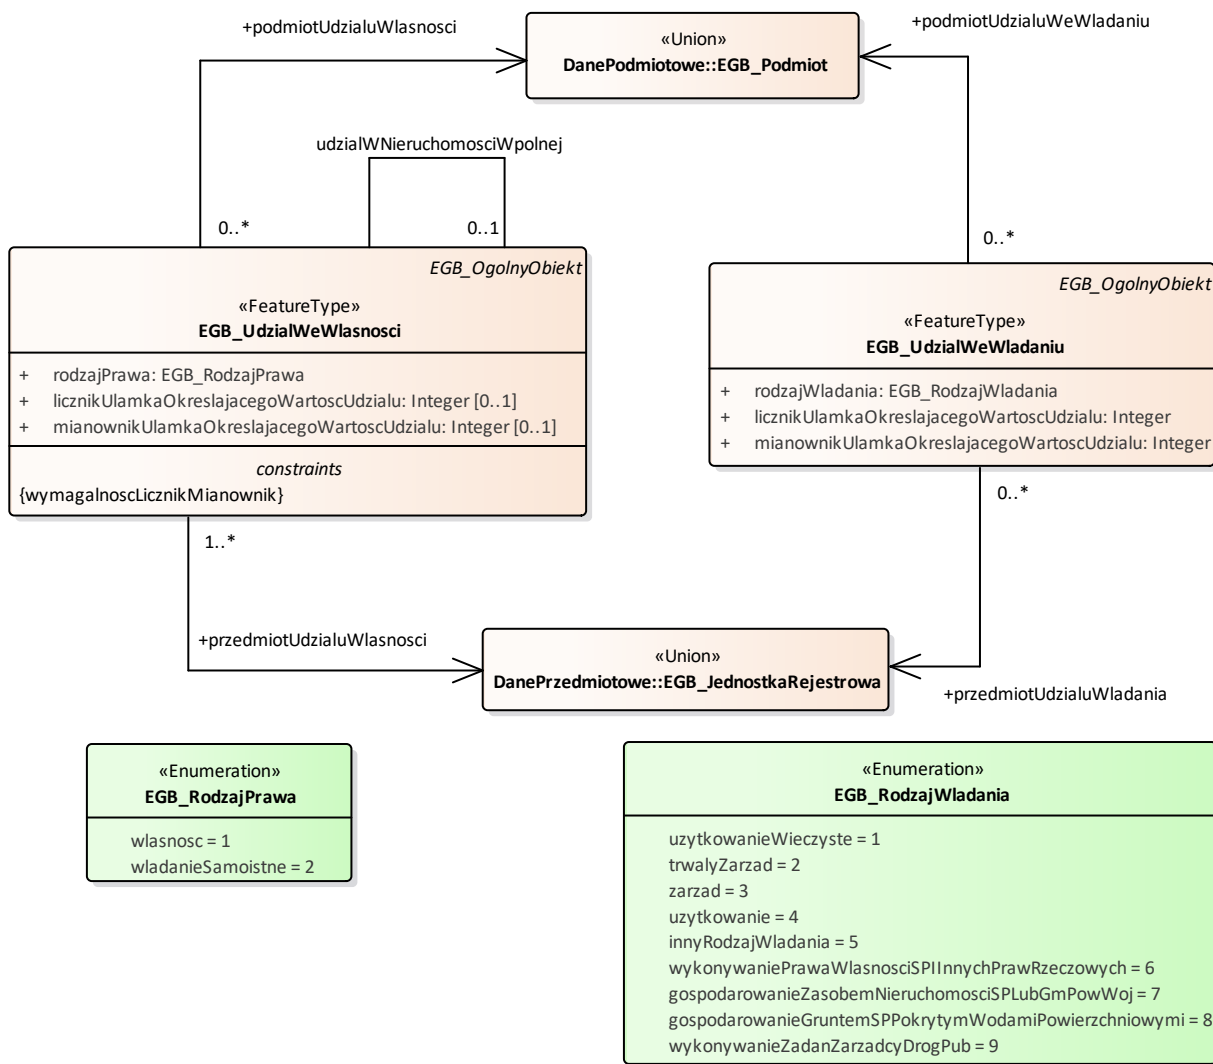 +podmiotUdzialuWlasnosci
«Union»
DanePodmiotowe::EGB_Podmiot
+podmiotUdzialuWeWladaniu
udzialWNieruchomosciWpolnej
0..*
0..1
0..*
EGB_OgolnyObiekt
«FeatureType»
EGB_UdzialWeWlasnosci
+ rodzajPrawa: EGB_RodzajPrawa
+ licznikUlamkaOkreslajacegoWartoscUdzialu: Integer [0..1]
+ mianownikUlamkaOkreslajacegoWartoscUdzialu: Integer [0..1]
constraints
{wymagalnoscLicznikMianownik}
EGB_OgolnyObiekt
«FeatureType»
EGB_UdzialWeWladaniu
+ rodzajWladania: EGB_RodzajWladania
+ licznikUlamkaOkreslajacegoWartoscUdzialu: Integer
+ mianownikUlamkaOkreslajacegoWartoscUdzialu: Integer
1..*
0..*
+przedmiotUdzialuWlasnosci
«Union»
DanePrzedmiotowe::EGB_JednostkaRejestrowa
+przedmiotUdzialuWladania
«Enumeration»
EGB_RodzajPrawa
wlasnosc = 1
wladanieSamoistne = 2
«Enumeration»
EGB_RodzajWladania
uzytkowanieWieczyste = 1
trwalyZarzad = 2
zarzad = 3
uzytkowanie = 4
innyRodzajWladania = 5
wykonywaniePrawaWlasnosciSPIInnychPrawRzeczowych = 6
gospodarowanieZasobemNieruchomosciSPLubGmPowWoj = 7
gospodarowanieGruntemSPPokrytymWodamiPowierzchniowymi = 8
wykonywanieZadanZarzadcyDrogPub = 9